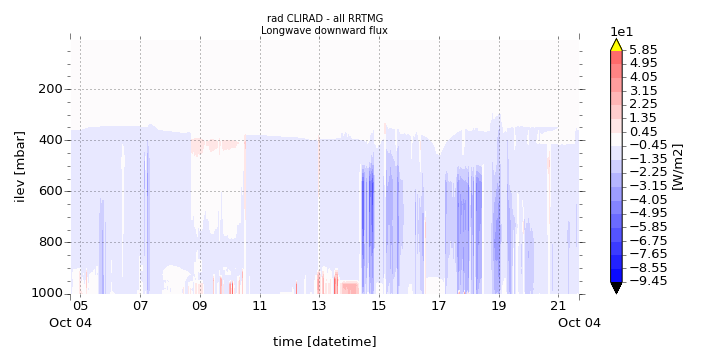 rad CLIRAD - all RRTMG
Longwave downward flux
1e1
5.85
4.95
4.05
3.15
2.25
1.35
0.45
−0.45
−1.35
−2.25
−3.15
−4.05
−4.95
−5.85
−6.75
−7.65
−8.55
−9.45
[W/m2]
ilev [mbar]
200
400
600
800
1000
05 07 09 11 13 15 17 19 21
Oct 04 Oct 04
time [datetime]